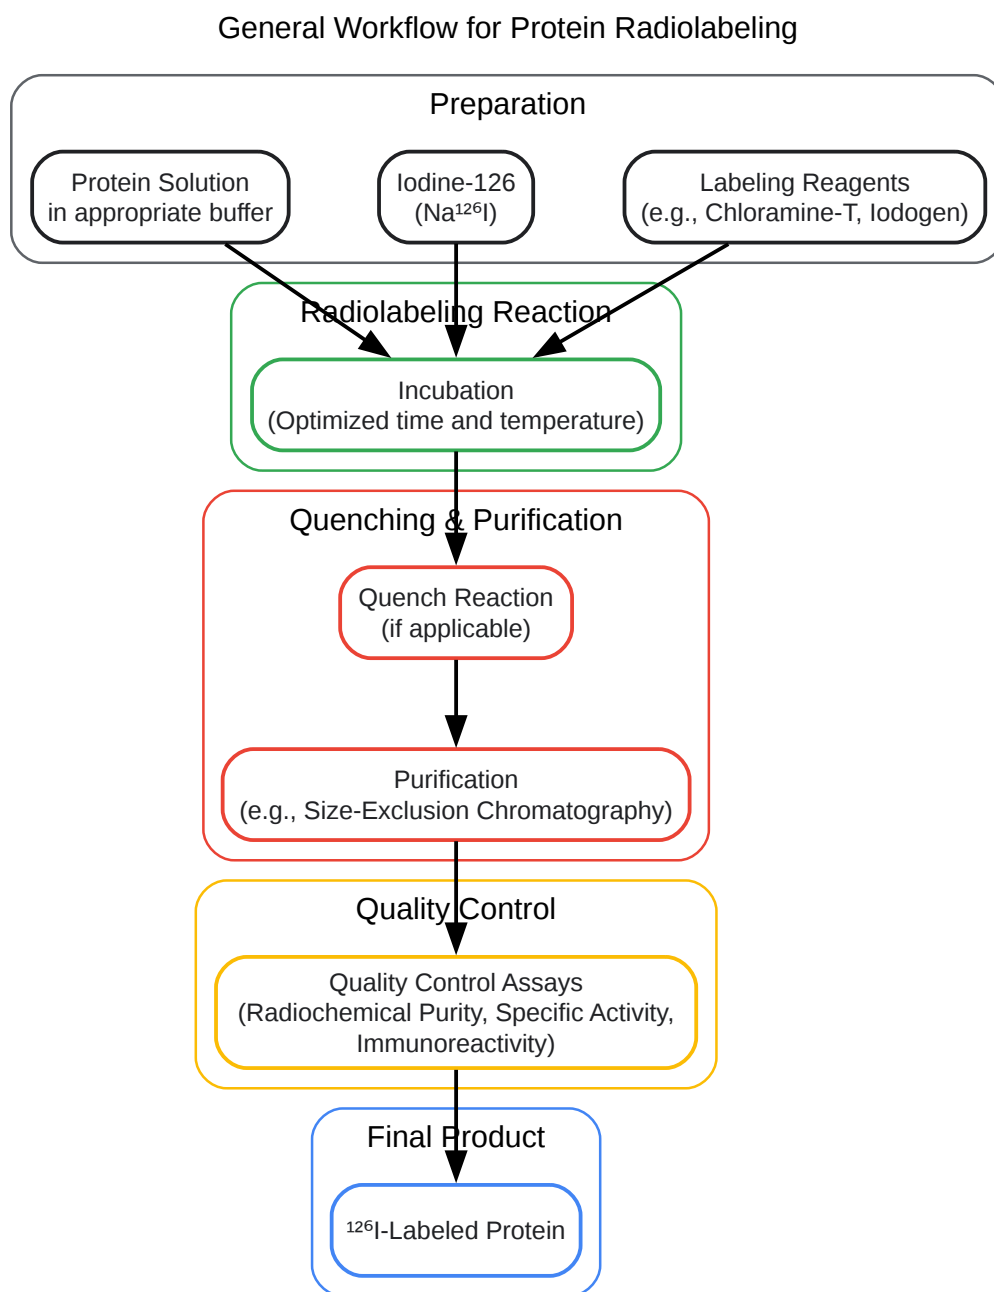 General Workflow for Protein Radiolabeling
Preparation
Protein Solution
in appropriate buffer
Iodine-126
(Na¹²⁶I)
Labeling Reagents
(e.g., Chloramine-T, Iodogen)
Radiolabeling Reaction
Incubation
(Optimized time and temperature)
Quenching & Purification
Quench Reaction
(if applicable)
Purification
(e.g., Size-Exclusion Chromatography)
Quality Control
Quality Control Assays
(Radiochemical Purity, Specific Activity,
Immunoreactivity)
Final Product
¹²⁶I-Labeled Protein